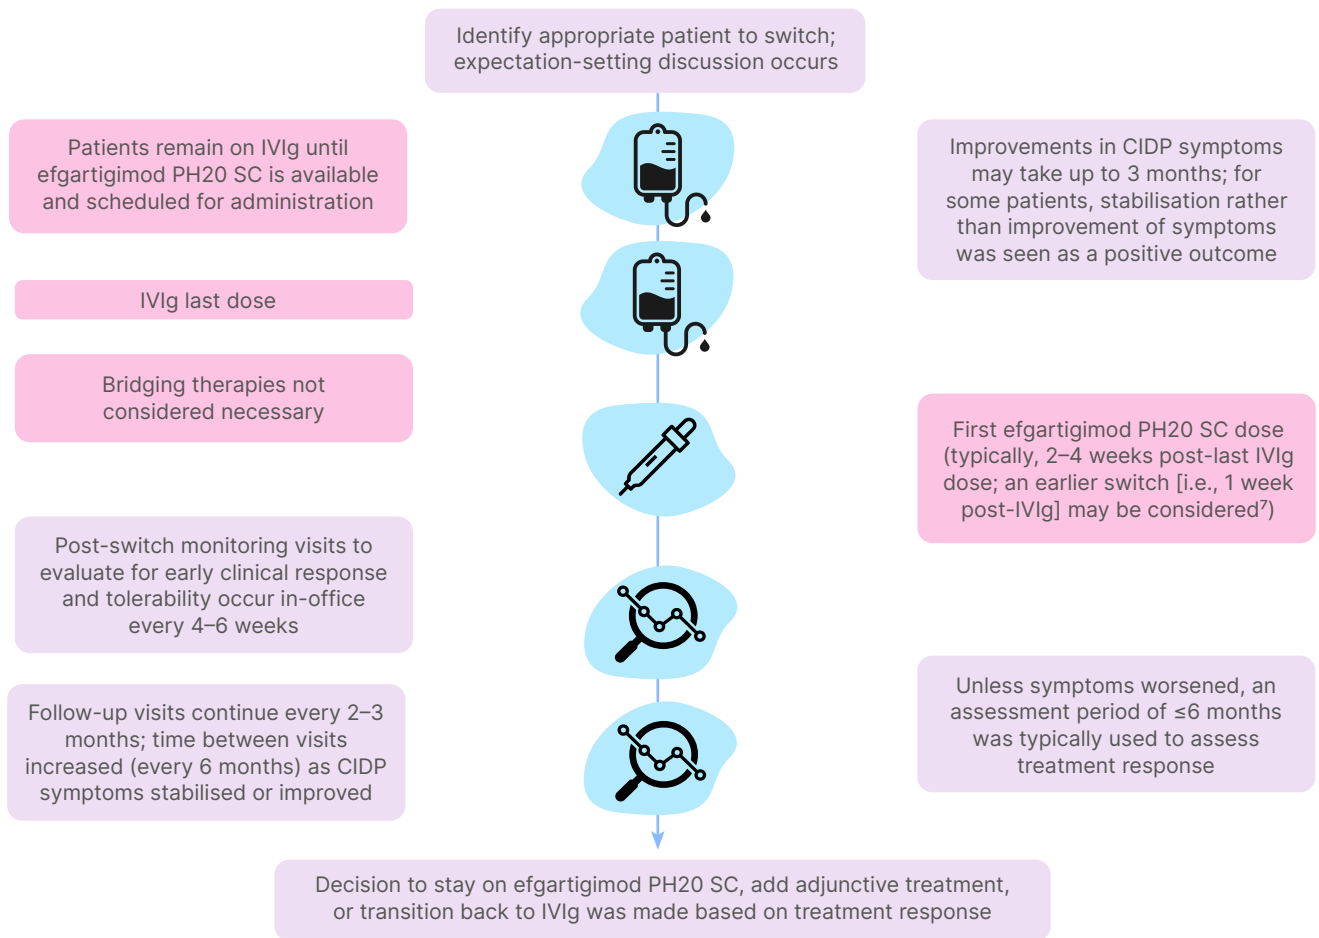 Identify appropriate patient to switch;
expectation-setting discussion occurs
Patients remain on IVIg until
efgartigimod PH20 SC is available
and scheduled for administration
Improvements in CIDP symptoms
may take up to 3 months; for
some patients, stabilisation rather
than improvement of symptoms
was seen as a positive outcome
IVIg last dose
Bridging therapies not
considered necessary
First efgartigimod PH20 SC dose
(typically, 2–4 weeks post-last IVIg
dose; an earlier switch [i.e., 1 week
post-IVIg] may be considered⁷)
Post-switch monitoring visits to
evaluate for early clinical response
and tolerability occur in-office
every 4–6 weeks
Unless symptoms worsened, an
assessment period of ≤6 months
was typically used to assess
treatment response
Follow-up visits continue every 2–3
months; time between visits
increased (every 6 months) as CIDP
symptoms stabilised or improved
Decision to stay on efgartigimod PH20 SC, add adjunctive treatment,
or transition back to IVIg was made based on treatment response